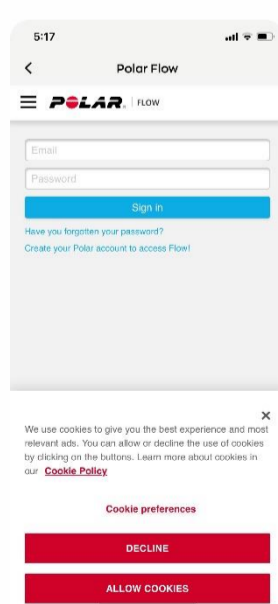 5:17
Polar Flow
POLAR. FLOW
Email
Password
Sign in
Have you forgotten your password?
Create your Polar account to access Flow!
We use cookies to give you the best experience and most
relevant ads. You can allow or decline the use of cookies
by clicking on the buttons. Learn more about cookies in
our Cookie Policy
Cookie preferences
DECLINE
ALLOW COOKIES